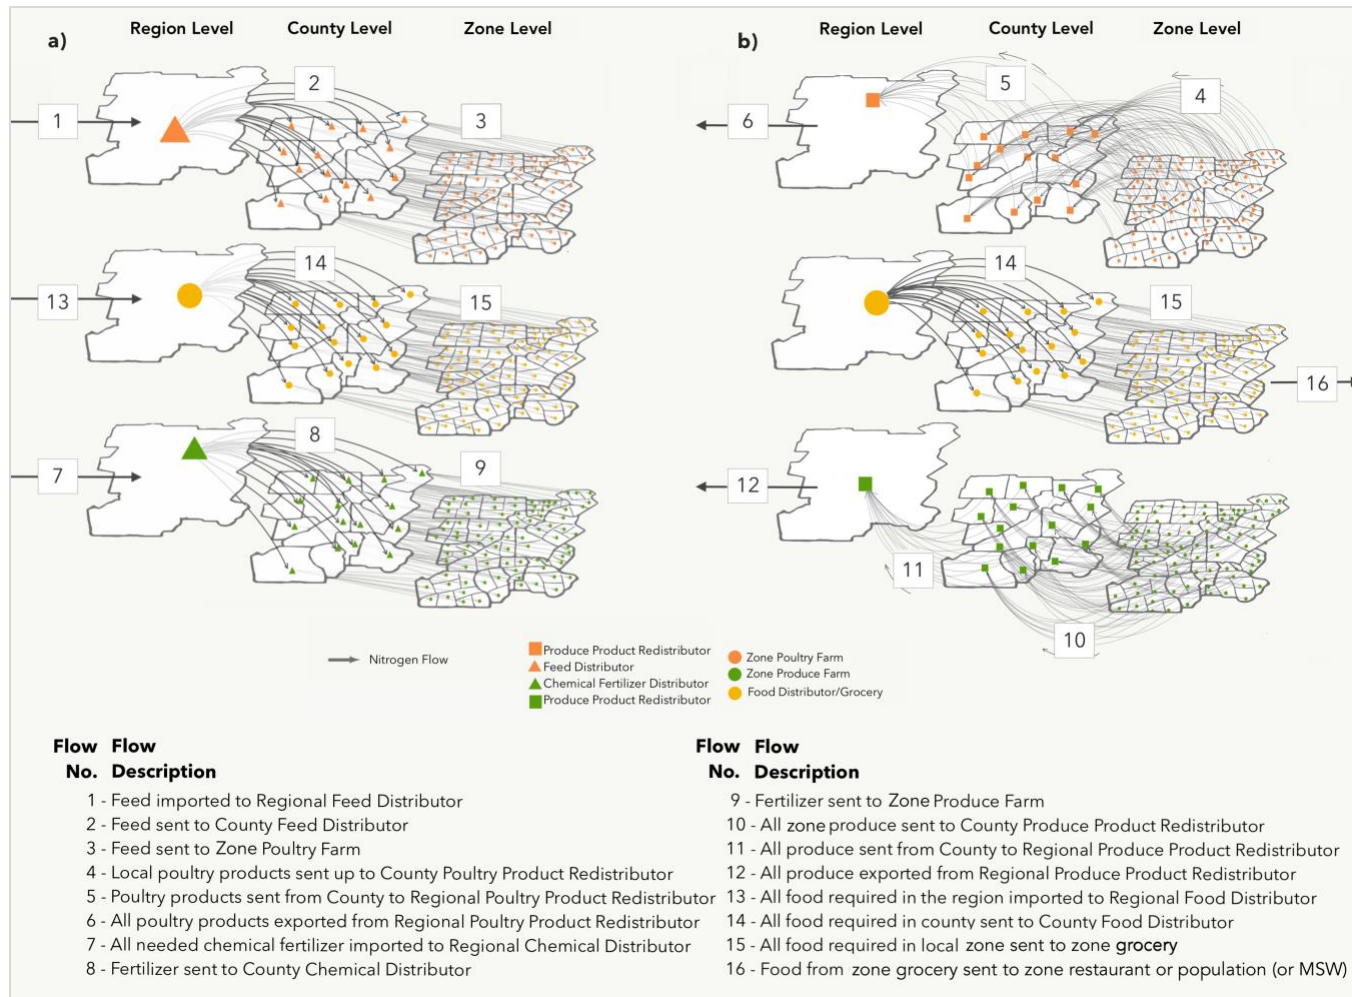 a)
Region Level
County Level
Zone Level
1
2
3
13
14
15
7
8
9
b)
Region Level
County Level
Zone Level
6
5
4
14
15
16
12
11
10
Nitrogen Flow
Produce Product Redistributor
Feed Distributor
Chemical Fertilizer Distributor
Produce Product Redistributor
Zone Poultry Farm
Zone Produce Farm
Food Distributor/Grocery
Flow Flow
No. Description
1 - Feed imported to Regional Feed Distributor
2 - Feed sent to County Feed Distributor
3 - Feed sent to Zone Poultry Farm
4 - Local poultry products sent up to County Poultry Product Redistributor
5 - Poultry products sent from County to Regional Poultry Product Redistributor
6 - All poultry products exported from Regional Poultry Product Redistributor
7 - All needed chemical fertilizer imported to Regional Chemical Distributor
8 - Fertilizer sent to County Chemical Distributor
Flow Flow
No. Description
9 - Fertilizer sent to Zone Produce Farm
10 - All zone produce sent to County Produce Product Redistributor
11 - All produce sent from County to Regional Produce Product Redistributor
12 - All produce exported from Regional Produce Product Redistributor
13 - All food required in the region imported to Regional Food Distributor
14 - All food required in county sent to County Food Distributor
15 - All food required in local zone sent to zone grocery
16 - Food from zone grocery sent to zone restaurant or population (or MSW)